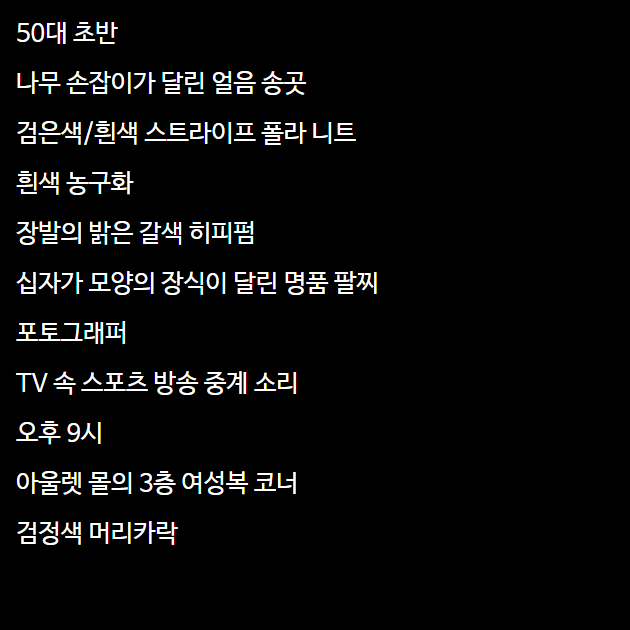 50대 초반
나무 손잡이가 달린 얼음 송곳
검은색/흰색 스트라이프 폴라 니트
흰색 농구화
장발의 밝은 갈색 히피펌
십자가 모양의 장식이 달린 명품 팔찌
포토그래퍼
TV 속 스포츠 방송 중계 소리
오후 9시
아울렛 몰의 3층 여성복 코너
검정색 머리카락